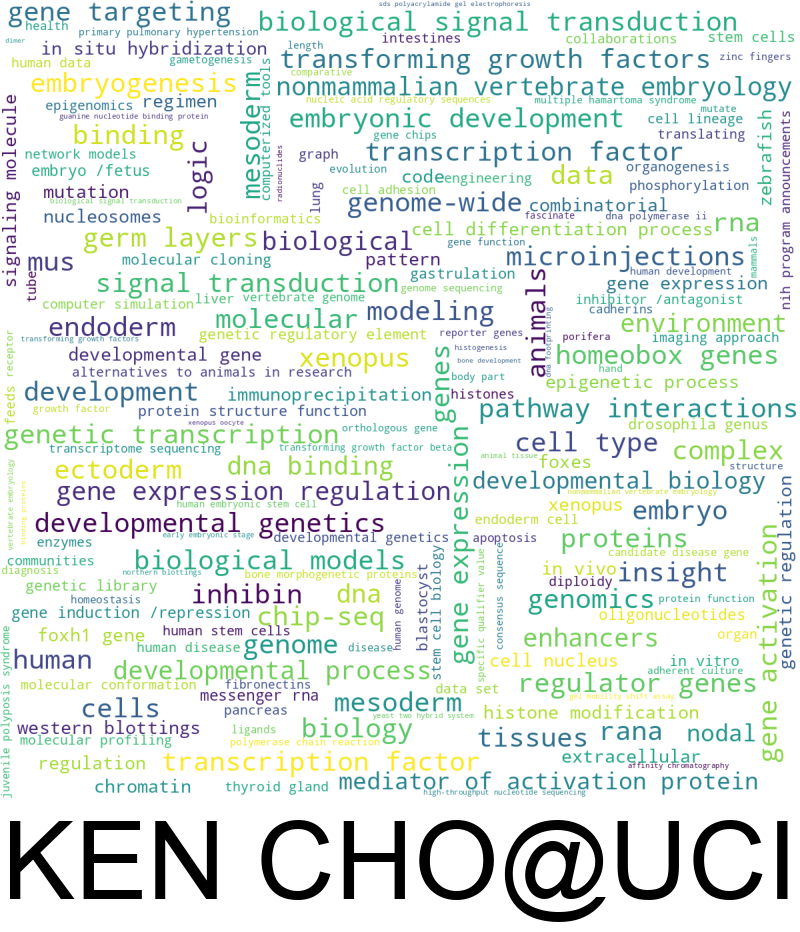 sds polyacrylamide gel electrophoresis
gene targeting
biological signal transduction
health
primary pulmonary hypertension
intestines
collaborations
stem cells
dimer
in situ hybridization
length
transforming growth factors
zinc fingers
human data
gametogenesis
comparative
embryogenesis
mesoderm
computerized tools
nonmammalian vertebrate embryology
nucleic acid regulatory sequences
multiple hamartoma syndrome
mutate
epigenomics
regimen
guanine nucleotide binding protein
embryonic development
cell lineage
signaling molecule
binding
gene chips
translating
zebrafish
nih program announcements
network models
logic
radionuclides
graph
transcription factor
embryo /fetus
evolution
code
engineering
data
organogenesis
phosphorylation
mutation
lung
cell adhesion
biological signal transduction
genome-wide
combinatorial
nucleosomes
bioinformatics
fascinate
dna polymerase ii
rna
cell differentiation process
germ layers
biological
gene function
mammals
mus
molecular cloning
pattern
microinjections
tube
signal transduction
gastrulation
human development
genome sequencing
gene expression
computer simulation
liver
vertebrate genome
animals
inhibitor /antagonist
molecular
modeling
cadherins
dna footprinting
environment
endoderm
genetic regulatory element
reporter genes
porifera
imaging approach
transforming growth factors
feeds
receptor
developmental gene
xenopus
histogenesis
homeobox genes
bone development
genes
alternatives to animals in research
body part
hand
epigenetic process
development
immunoprecipitation
histones
growth factor
protein structure function
pathway interactions
xenopus oocyte
genetic transcription
orthologous gene
drosophila genus
transcriptome sequencing
transforming growth factor beta
gene expression
cell type
complex
animal tissue
foxes
structure
vertebrate embryology
binding proteins
ectoderm
dna binding
developmental biology
gene expression regulation
nonmammalian vertebrate embryology
human embryonic stem cell
xenopus
embryo
genetic regulation
developmental genetics
endoderm cell
gene activation
early embryonic stage
developmental genetics
apoptosis
proteins
enzymes
candidate disease gene
communities
biological models
stem cell biology
specific qualifier value
consensus sequence
in vivo
insight
diagnosis
northern blottings
bone morphogenetic proteins
blastocyst
diploidy
genetic library
inhibin
dna
human genome
homeostasis
genomics
protein function
gene induction /repression
chip-seq
oligonucleotides
foxh1 gene
human stem cells
enhancers
organ
juvenile polyposis syndrome
human disease
genome
disease
human
cell nucleus
in vitro
developmental process
adherent culture
molecular conformation
fibronectins
data set
regulator genes
messenger rna
mesoderm
gel mobility shift assay
cells
pancreas
yeast two hybrid system
histone modification
western blottings
ligands
biology
tissues
rana
nodal
molecular profiling
polymerase chain reaction
extracellular
regulation
transcription factor
affinity chromatography
chromatin
thyroid gland
mediator of activation protein
high-throughput nucleotide sequencing
KEN CHO@UCI